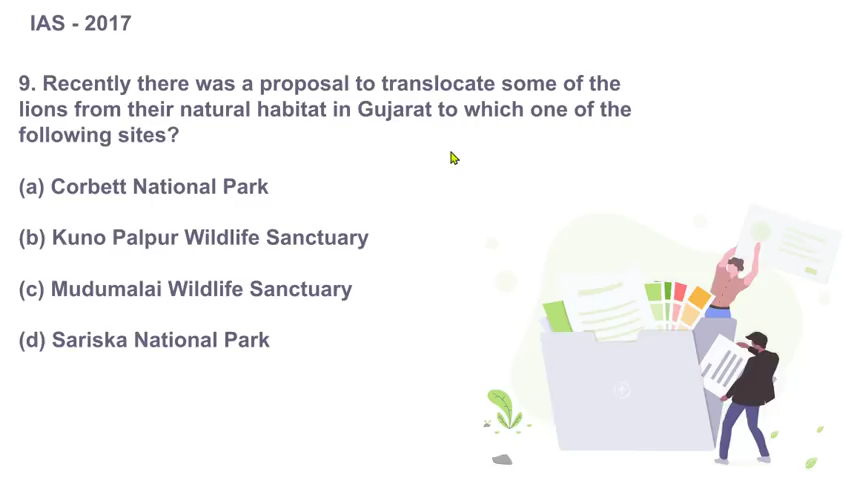 IAS - 2017
9. Recently there was a proposal to translocate some of the
lions from their natural habitat in Gujarat to which one of the
following sites?
(a) Corbett National Park
(b) Kuno Palpur Wildlife Sanctuary
(c) Mudumalai Wildlife Sanctuary
(d) Sariska National Park